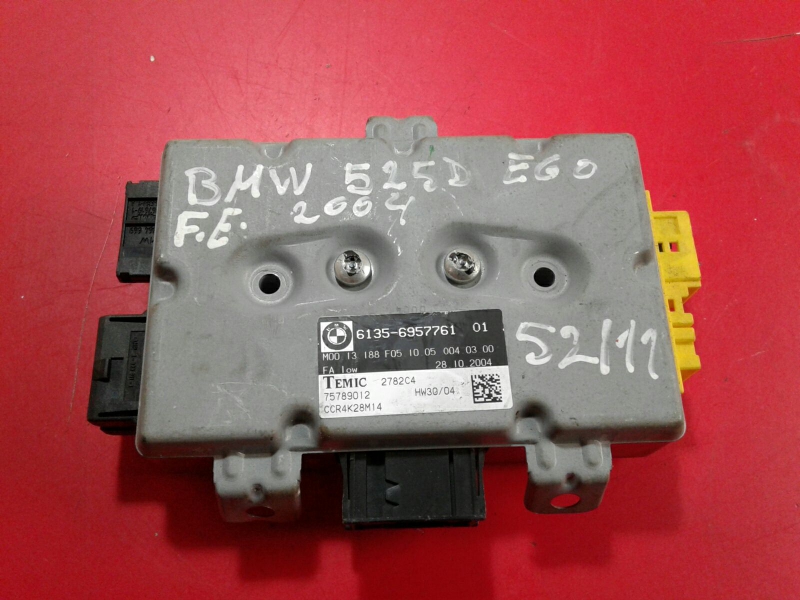 BMW 525D E60
F.E. 2004
6135-6957761 01
M00 13 188 F05 10 05 004 03 00
FA low 28 10 2004
TEMIC 2782C4
75789012 HW30/04
CCR4K28M14
52/11